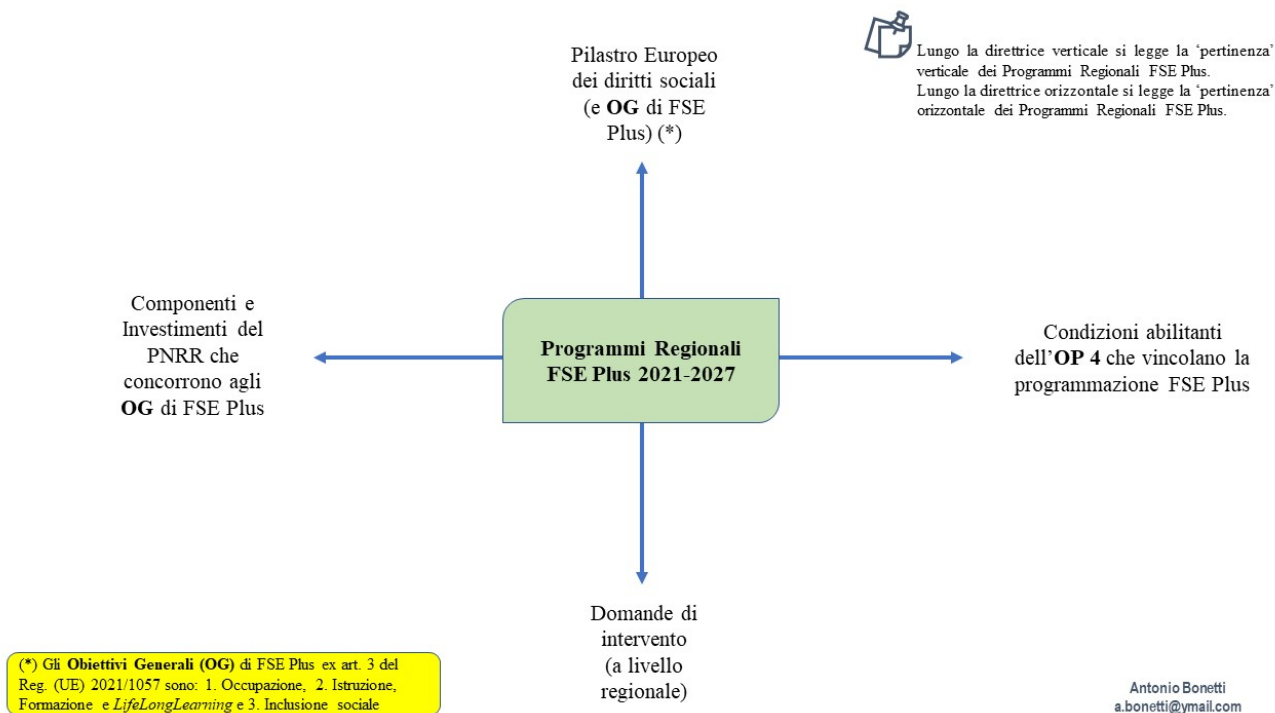 Pilastro Europeo
dei diritti sociali
(e OG di FSE
Plus) (*)
Lungo la direttrice verticale si legge la ‘pertinenza’
verticale dei Programmi Regionali FSE Plus.
Lungo la direttrice orizzontale si legge la ‘pertinenza’
orizzontale dei Programmi Regionali FSE Plus.
Componenti e
Investimenti del
PNRR che
concorrono agli
OG di FSE Plus
Programmi Regionali
FSE Plus 2021-2027
Condizioni abilitanti
dell’OP 4 che vincolano la
programmazione FSE Plus
Domande di
intervento
(a livello
regionale)
(*) Gli Obiettivi Generali (OG) di FSE Plus ex art. 3 del
Reg. (UE) 2021/1057 sono: 1. Occupazione, 2. Istruzione,
Formazione e LifeLongLearning e 3. Inclusione sociale
Antonio Bonetti
a.bonetti@ymail.com